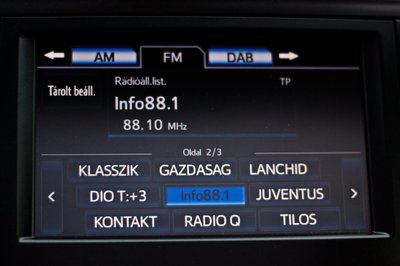 AM FM DAB
Rádióáll.list. TP
Tárolt beáll.
Info88.1
88.10 MHz
Oldal 2/3
KLASSZIK GAZDASAG LANCHID
DIO T:+3 Info88.1 JUVENTUS
KONTAKT RADIO Q TILOS